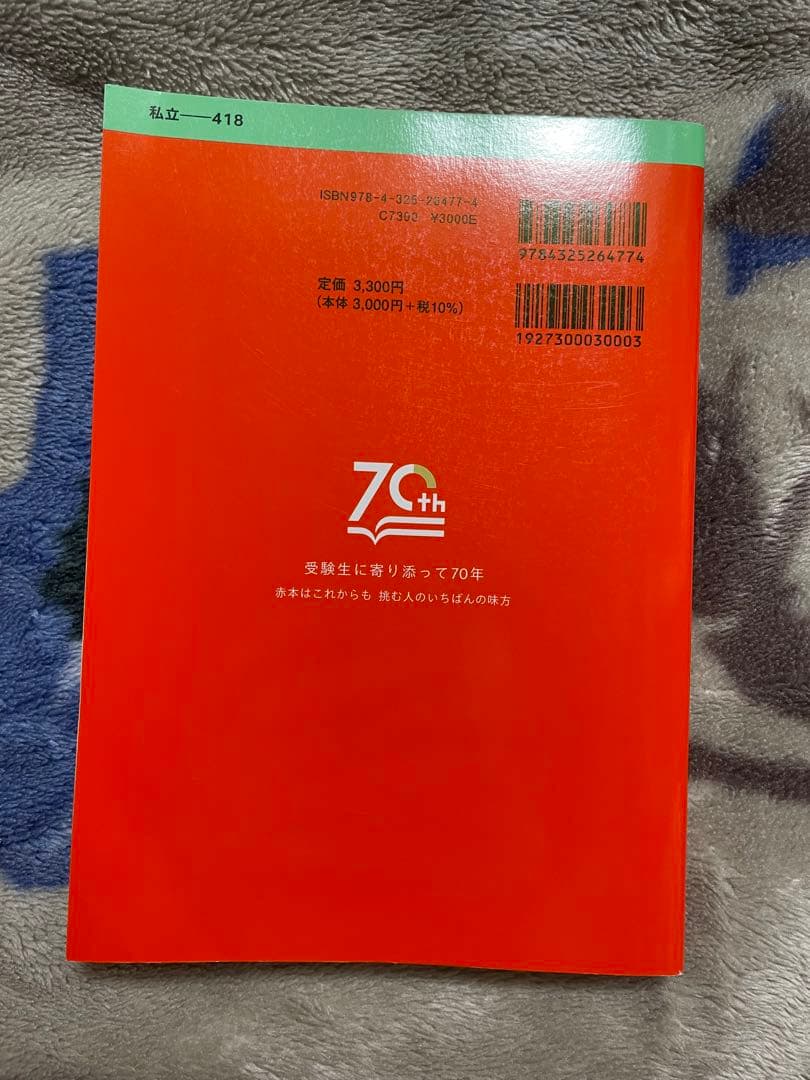 私立――418
ISBN978-4-325-26477-4
C7300 ¥3000E
9784325264774
定価 3,300円
(本体 3,000円+税10%)
1927300030003
70th
受験生に寄り添って70年
赤本はこれからも 挑む人のいちばんの味方